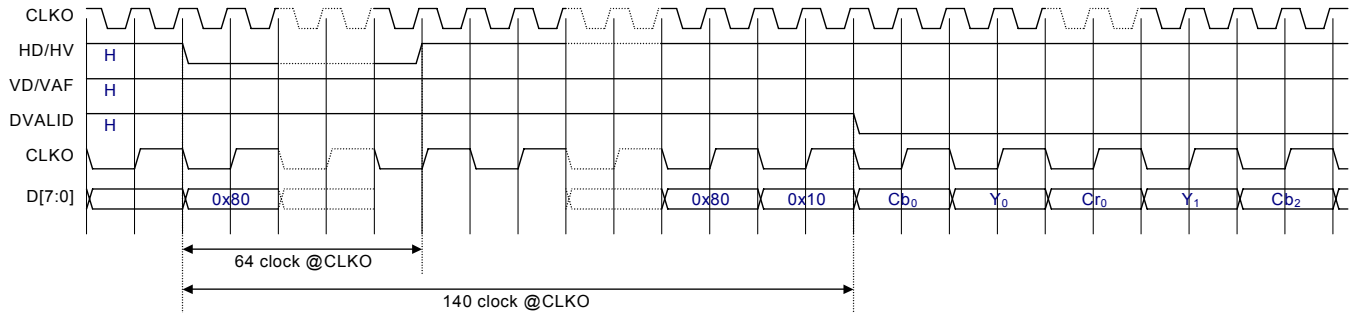 CLKO
HD/HV H
VD/VAF H
DVALID H
CLKO
D[7:0] 0x80 0x80 0x10 Cb₀ Y₀ Cr₀ Y₁ Cb₂
64 clock @CLKO
140 clock @CLKO